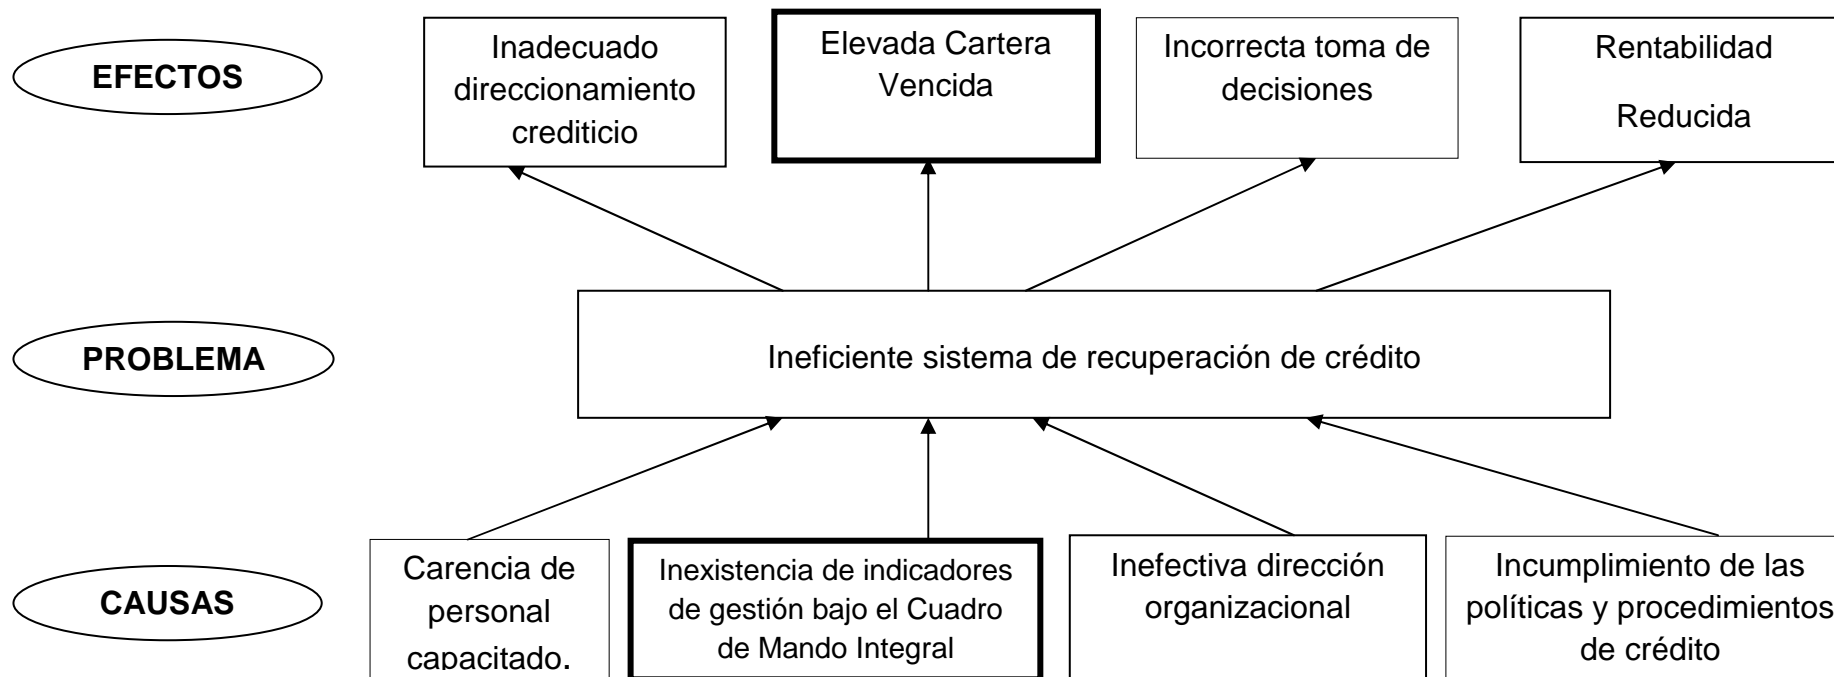 EFECTOS
Inadecuado
direccionamiento
crediticio
Elevada Cartera
Vencida
Incorrecta toma de
decisiones
Rentabilidad
Reducida
PROBLEMA
Ineficiente sistema de recuperación de crédito
CAUSAS
Carencia de
personal
capacitado.
Inexistencia de indicadores
de gestión bajo el Cuadro
de Mando Integral
Inefectiva dirección
organizacional
Incumplimiento de las
políticas y procedimientos
de crédito